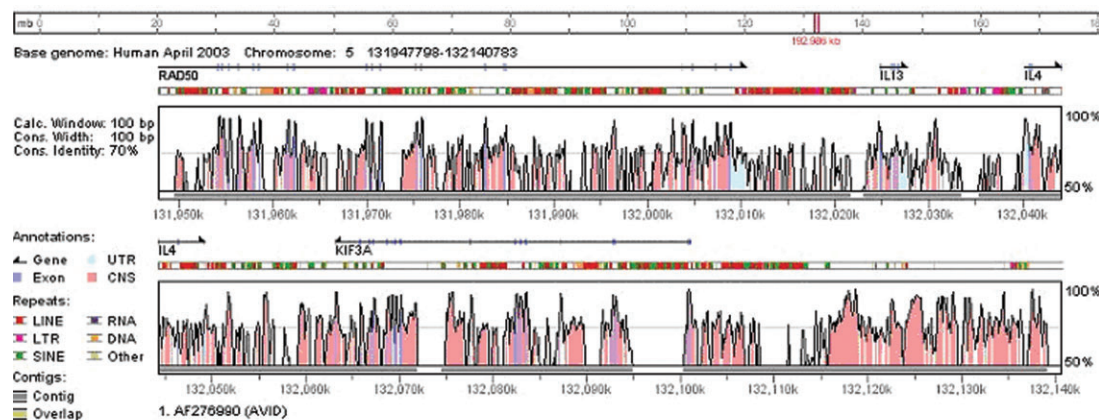 mb 0 20 40 60 80 100 120 140 160 180
192.986 kb
Base genome: Human April 2003 Chromosome: 5 131947798-132140783
RAD50 IL13 IL4
Calc. Window: 100 bp
Cons. Width: 100 bp
Cons. Identity: 70%
100%
50%
131,950k 131,960k 131,970k 131,980k 131,990k 132,000k 132,010k 132,021k 132,030k 132,040k
Annotations:
Gene UTR
Exon CNS
Repeats:
LINE RNA
LTR DNA
SINE Other
Contigs:
Contig
Overlap
IL4 KIF3A
100%
50%
132,050k 132,060k 132,070k 132,080k 132,090k 132,100k 132,110k 132,120k 132,130k 132,140k
1. AF276990 (AVID)